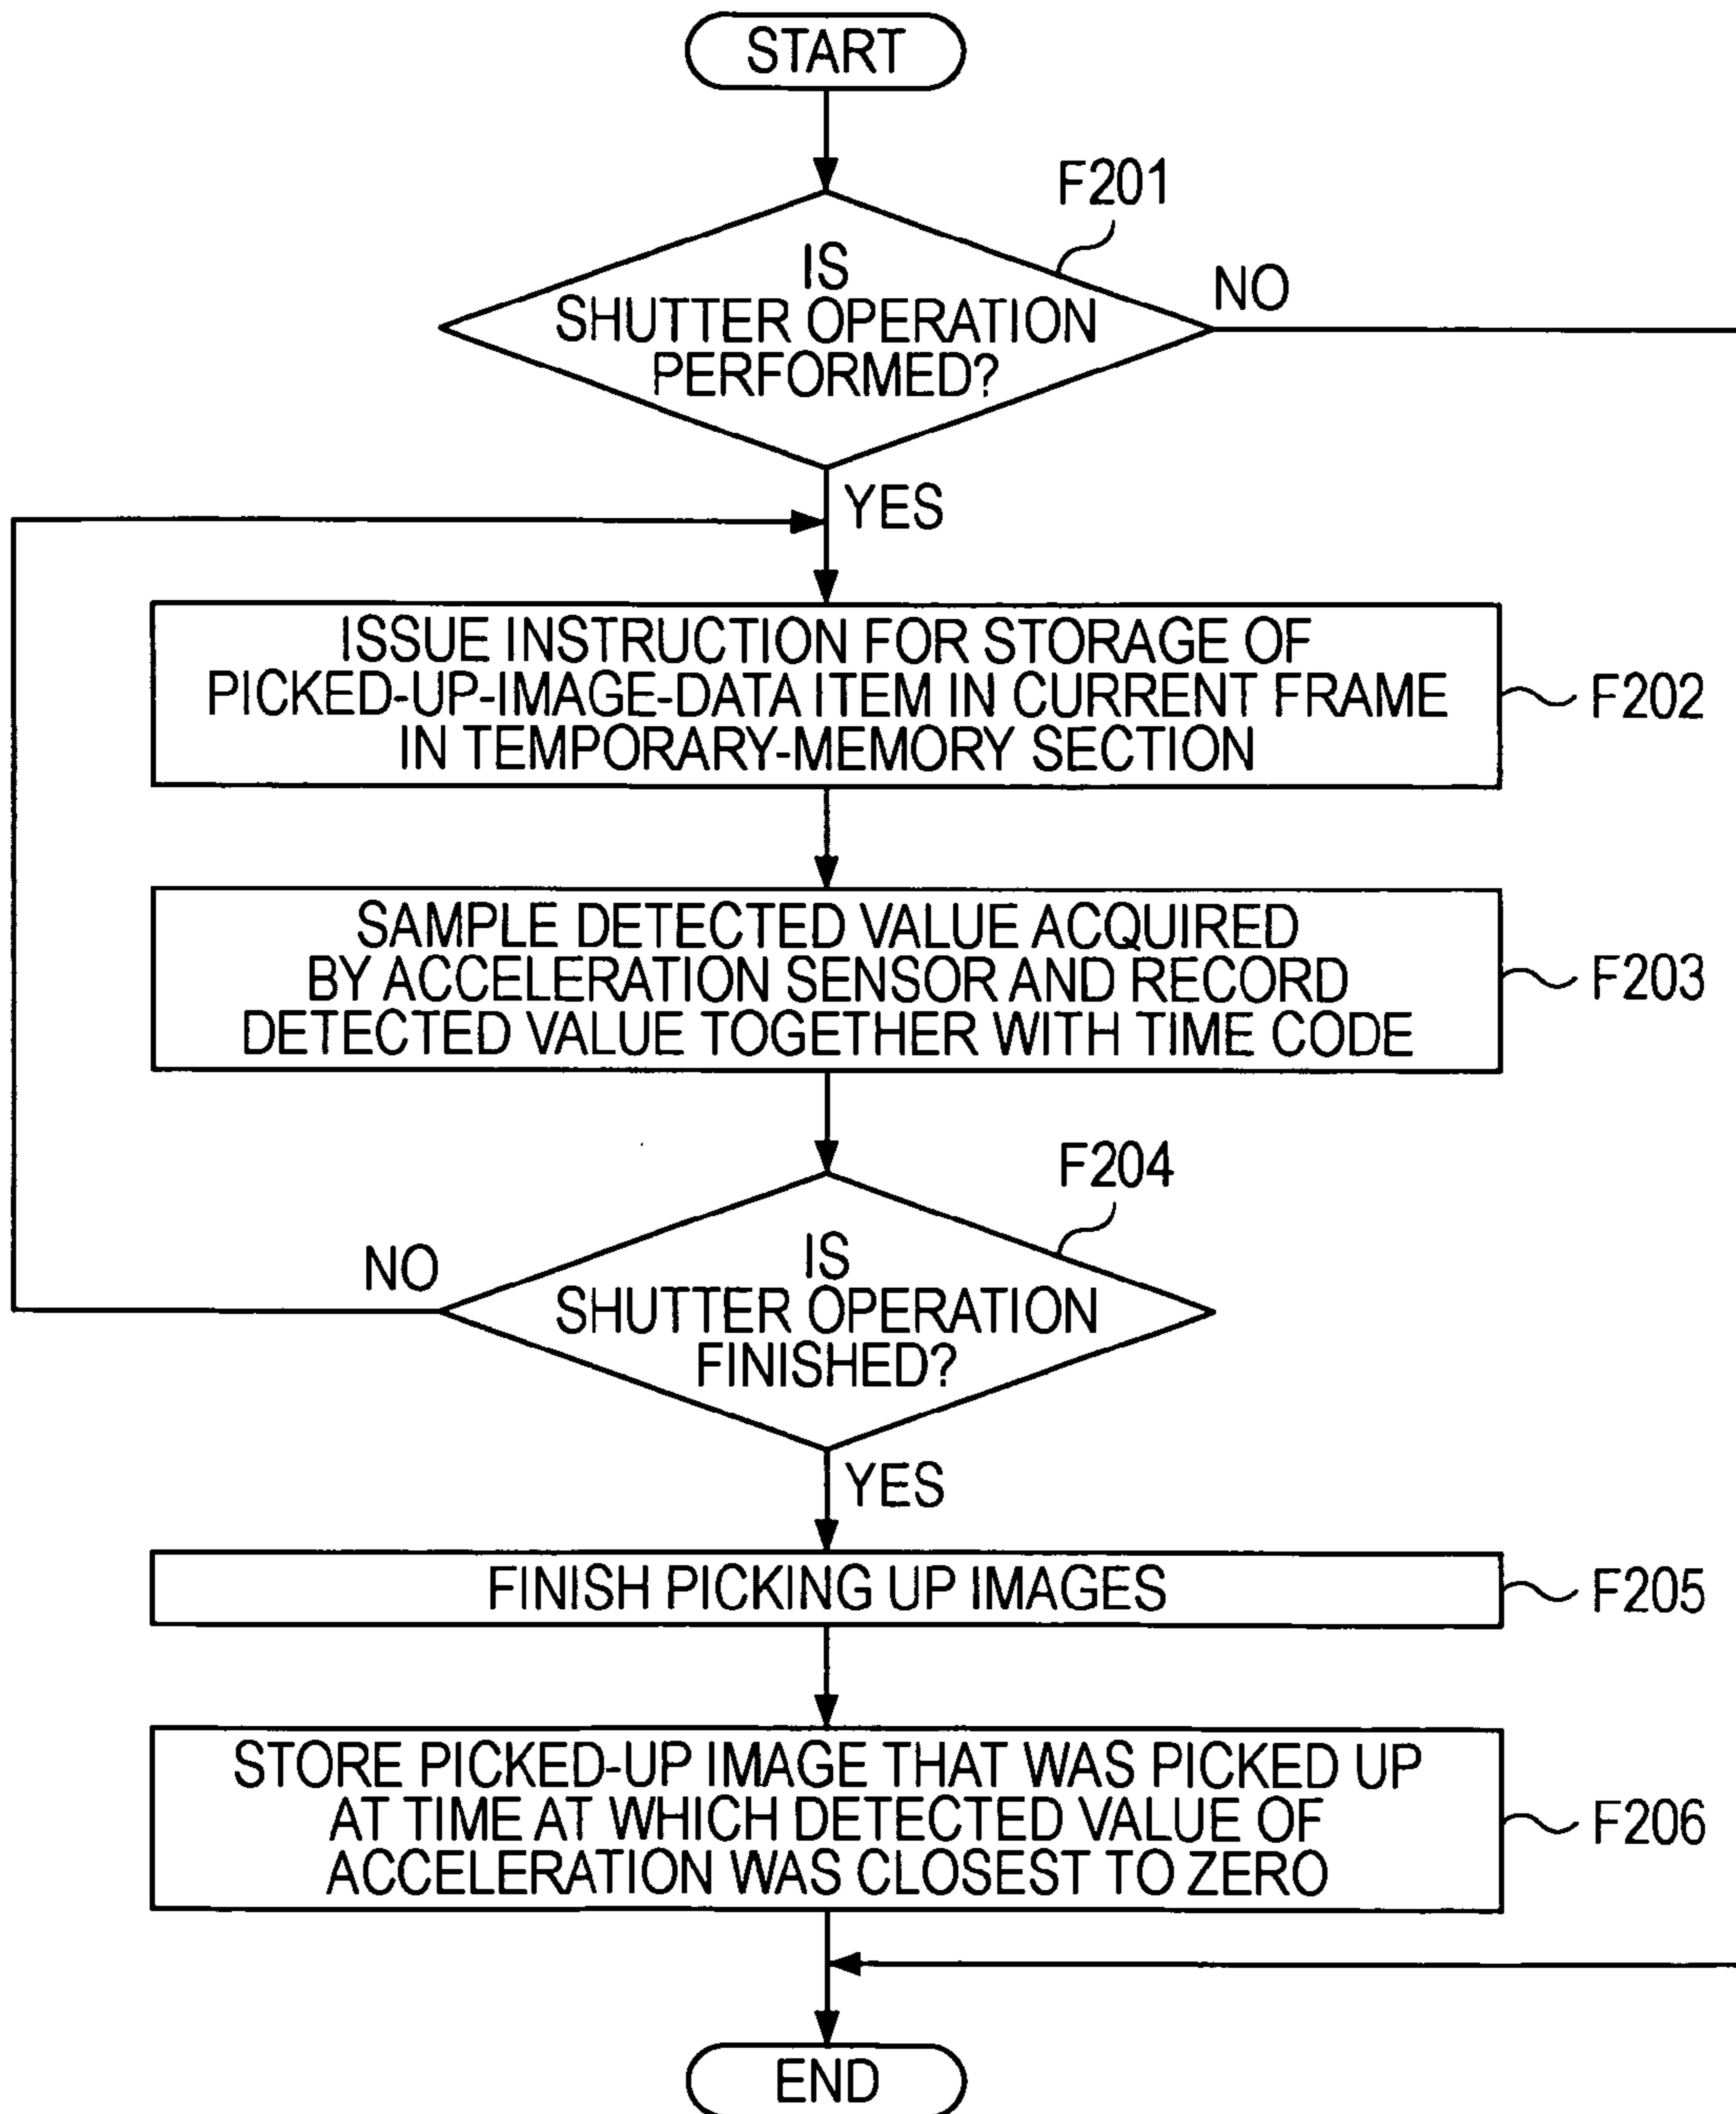 START
F201
IS
SHUTTER OPERATION
PERFORMED?
NO
YES
ISSUE INSTRUCTION FOR STORAGE OF
PICKED-UP-IMAGE-DATA ITEM IN CURRENT FRAME
IN TEMPORARY-MEMORY SECTION
F202
SAMPLE DETECTED VALUE ACQUIRED
BY ACCELERATION SENSOR AND RECORD
DETECTED VALUE TOGETHER WITH TIME CODE
F203
F204
NO
IS
SHUTTER OPERATION
FINISHED?
YES
FINISH PICKING UP IMAGES
F205
STORE PICKED-UP IMAGE THAT WAS PICKED UP
AT TIME AT WHICH DETECTED VALUE OF
ACCELERATION WAS CLOSEST TO ZERO
F206
END